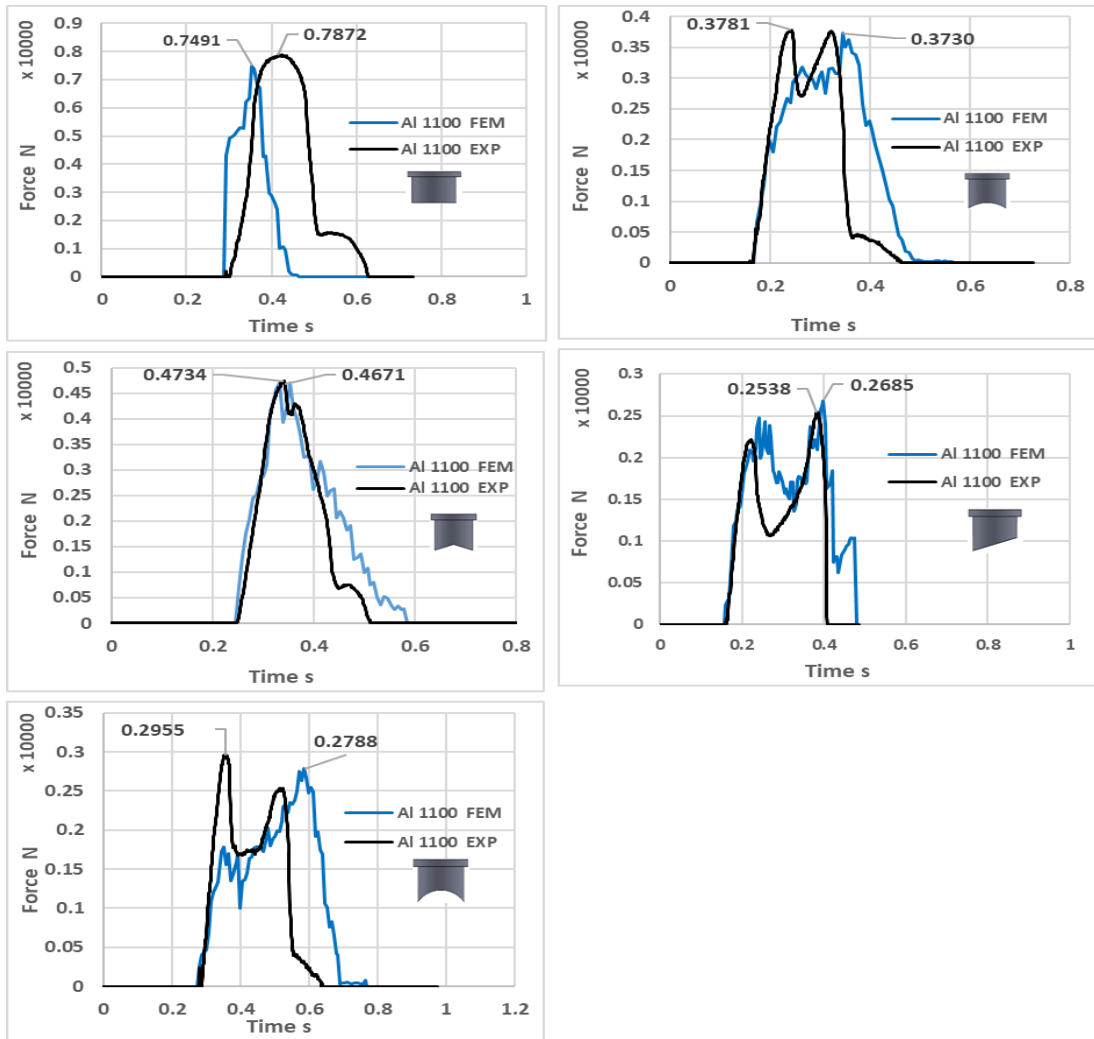 x 10000
Force N
0.9
0.8
0.7
0.6
0.5
0.4
0.3
0.2
0.1
0
0.7491
0.7872
Al 1100 FEM
Al 1100 EXP
0 0.2 0.4 0.6 0.8 1
Time s
x 10000
Force N
0.4
0.35
0.3
0.25
0.2
0.15
0.1
0.05
0
0.3781
0.3730
Al 1100 FEM
Al 1100 EXP
0 0.2 0.4 0.6 0.8
Time s
x 10000
Force N
0.5
0.45
0.4
0.35
0.3
0.25
0.2
0.15
0.1
0.05
0
0.4734
0.4671
Al 1100 FEM
Al 1100 EXP
0 0.2 0.4 0.6 0.8
Time s
x 10000
Force N
0.3
0.25
0.2
0.15
0.1
0.05
0
0.2538
0.2685
Al 1100 FEM
Al 1100 EXP
0 0.2 0.4 0.6 0.8 1
Time s
x 10000
Force N
0.35
0.3
0.25
0.2
0.15
0.1
0.05
0
0.2955
0.2788
Al 1100 FEM
Al 1100 EXP
0 0.2 0.4 0.6 0.8 1 1.2
Time s